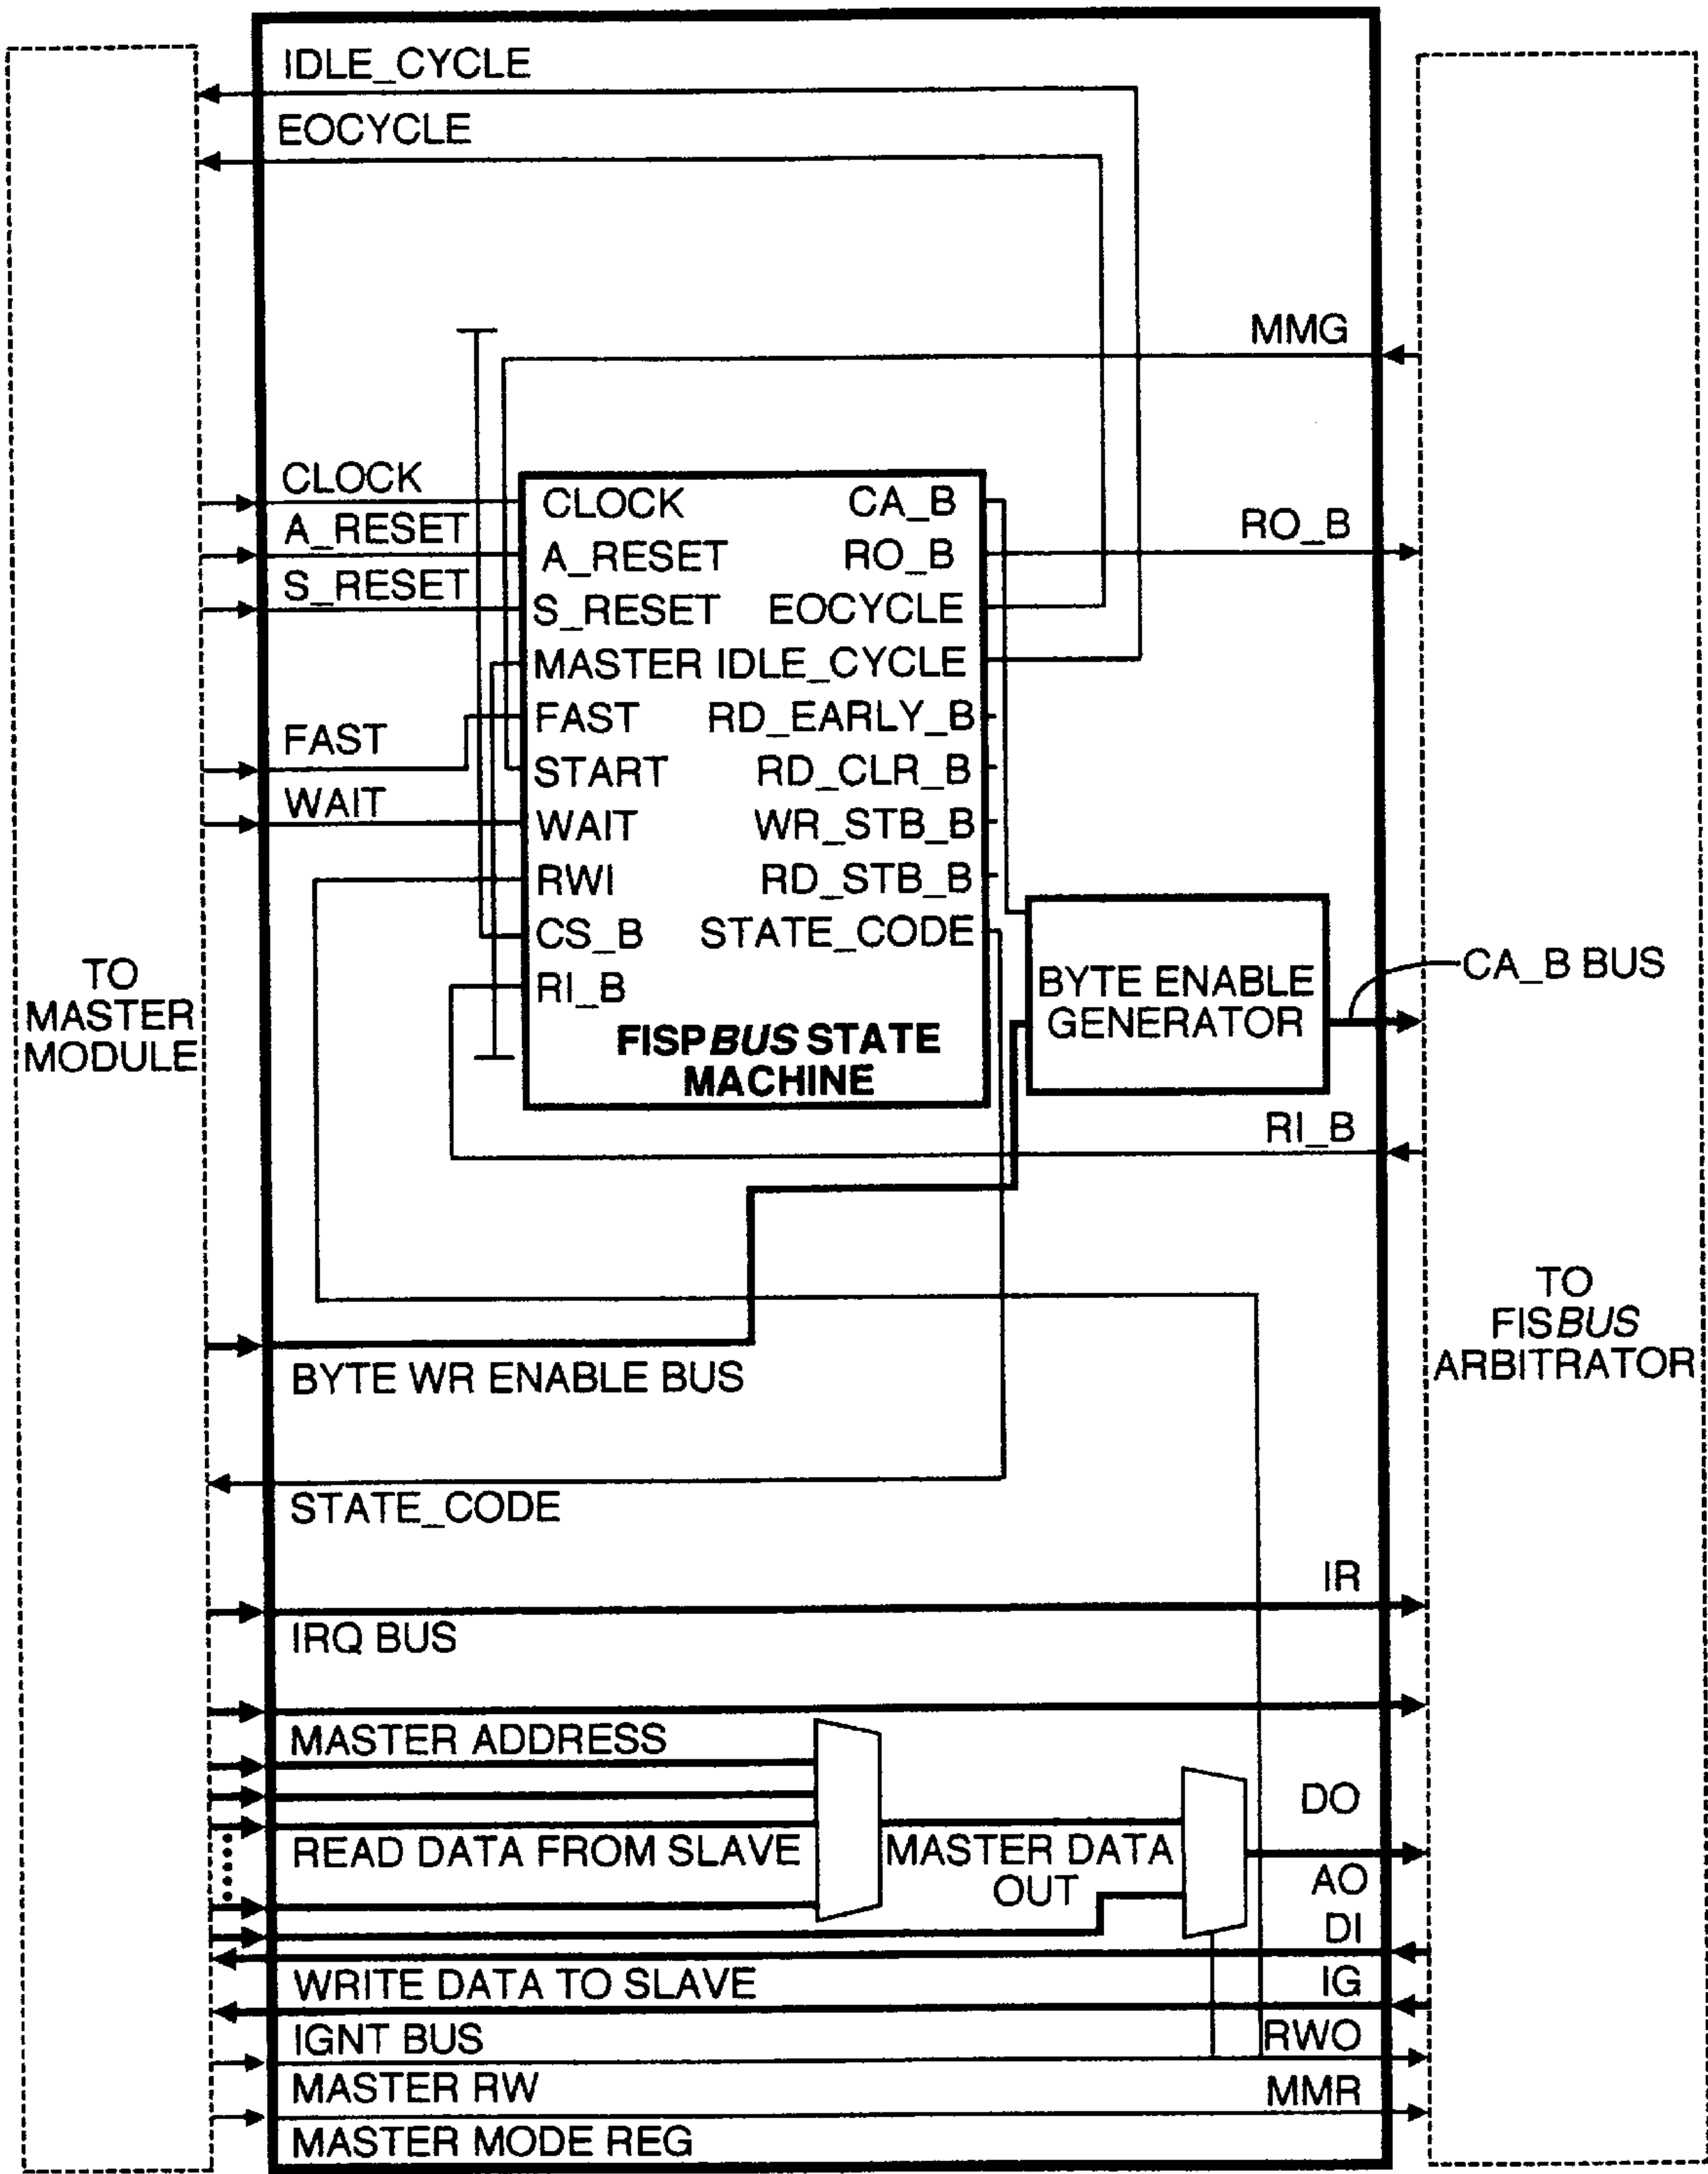 IDLE_CYCLE
EOCYCLE
MMG
CLOCK
A_RESET
S_RESET
FAST
WAIT
CLOCK
A_RESET
S_RESET
MASTER
FAST
START
WAIT
RWI
CS_B
RI_B
CA_B
RO_B
EOCYCLE
IDLE_CYCLE
RD_EARLY_B
RD_CLR_B
WR_STB_B
RD_STB_B
STATE_CODE
FISPBUS STATE
MACHINE
RO_B
BYTE ENABLE
GENERATOR
CA_B BUS
TO
MASTER
MODULE
RI_B
TO
FISBUS
ARBITRATOR
BYTE WR ENABLE BUS
STATE_CODE
IR
IRQ BUS
MASTER ADDRESS
DO
READ DATA FROM SLAVE
MASTER DATA
OUT
AO
DI
WRITE DATA TO SLAVE
IG
IGNT BUS
RWO
MASTER RW
MMR
MASTER MODE REG